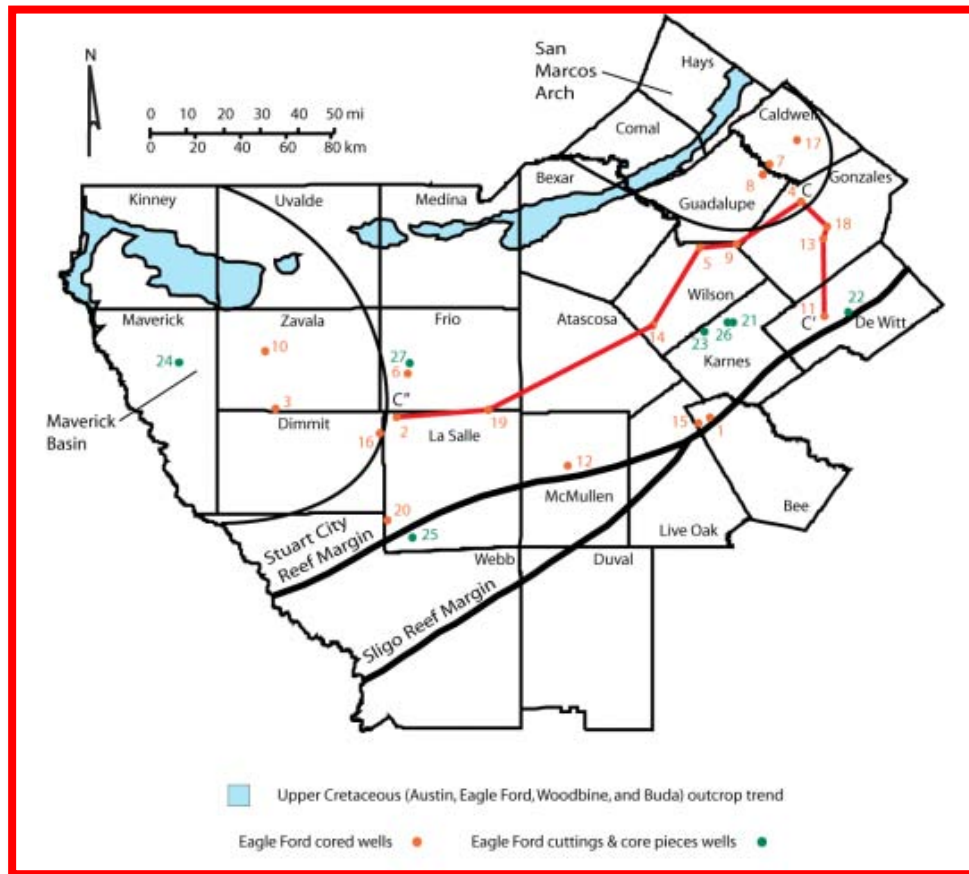 N
0 10 20 30 40 50 mi
0 20 40 60 80 km
San
Marcos
Arch
Hays
Comal
Caldwell
17
7
8
Bexar
Guadalupe
4
C
Gonzales
Kinney
Uvalde
Medina
18
13
5
9
Wilson
11
C'
22
De Witt
Maverick
Zavala
Frio
Atascosa
14
23
26
21
Karnes
24
10
27
6
3
C"
Maverick
Basin
Dimmit
16
2
La Salle
19
15
1
12
McMullen
Bee
20
25
Live Oak
Stuart City
Reef Margin
Webb
Duval
Sligo Reef Margin
Upper Cretaceous (Austin, Eagle Ford, Woodbine, and Buda) outcrop trend
Eagle Ford cored wells
Eagle Ford cuttings & core pieces wells